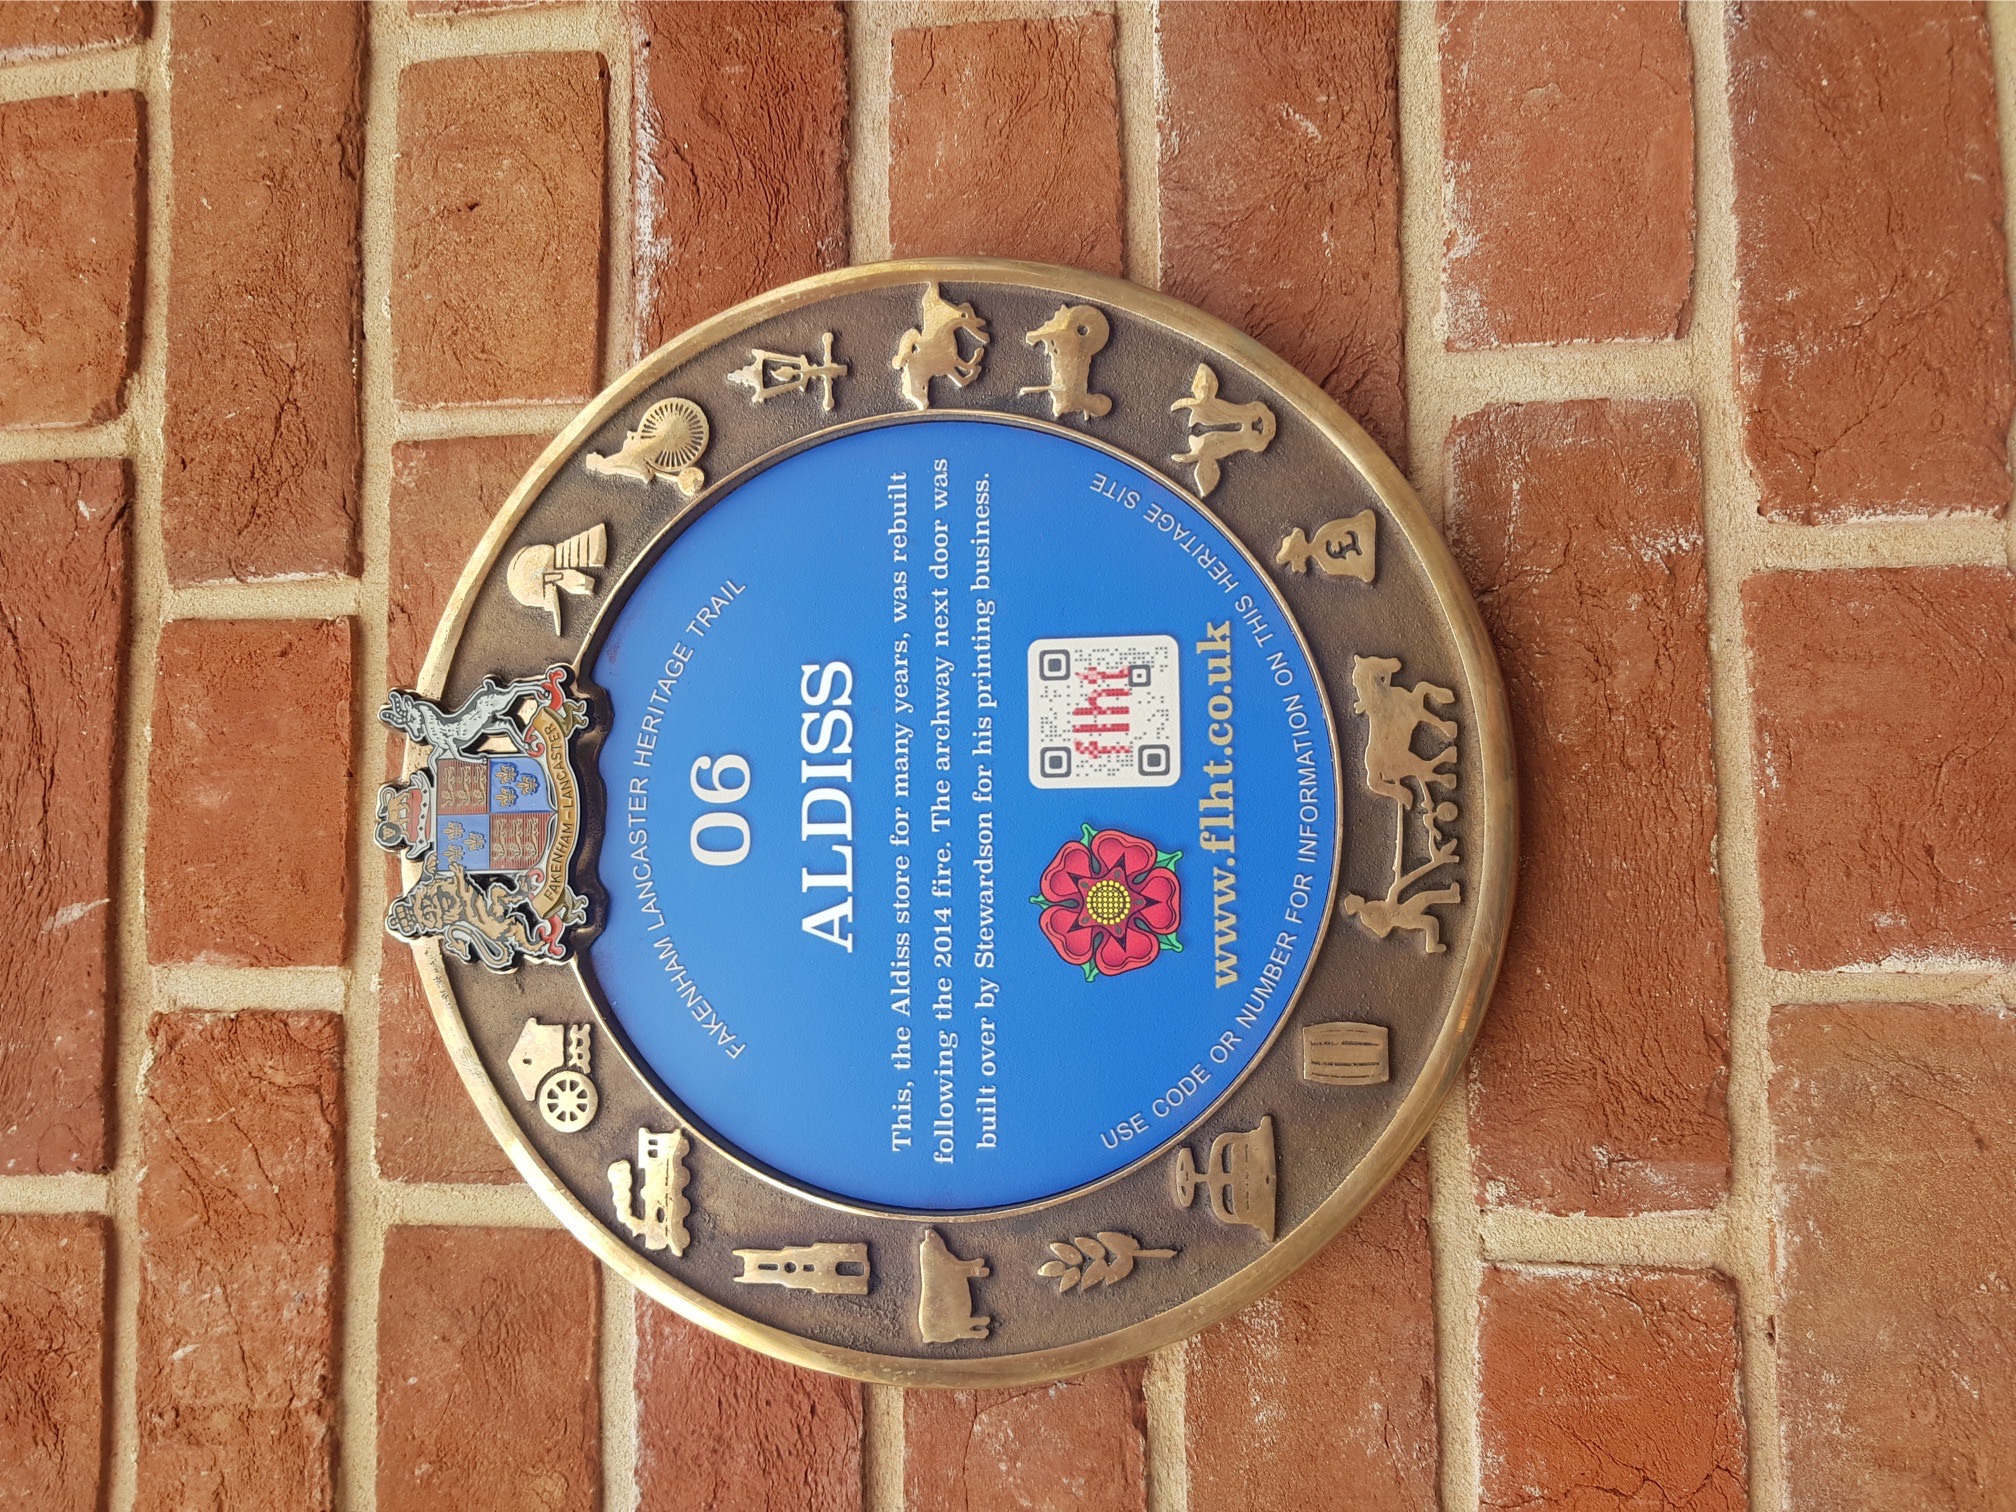 FAKENHAM – LANCASTER
FAKENHAM LANCASTER HERITAGE TRAIL
06
ALDISS
This, the Aldiss store for many years, was rebuilt
following the 2014 fire. The archway next door was
built over by Stewardson for his printing business.
flht
www.flht.co.uk
USE CODE OR NUMBER FOR INFORMATION ON THIS HERITAGE SITE
£